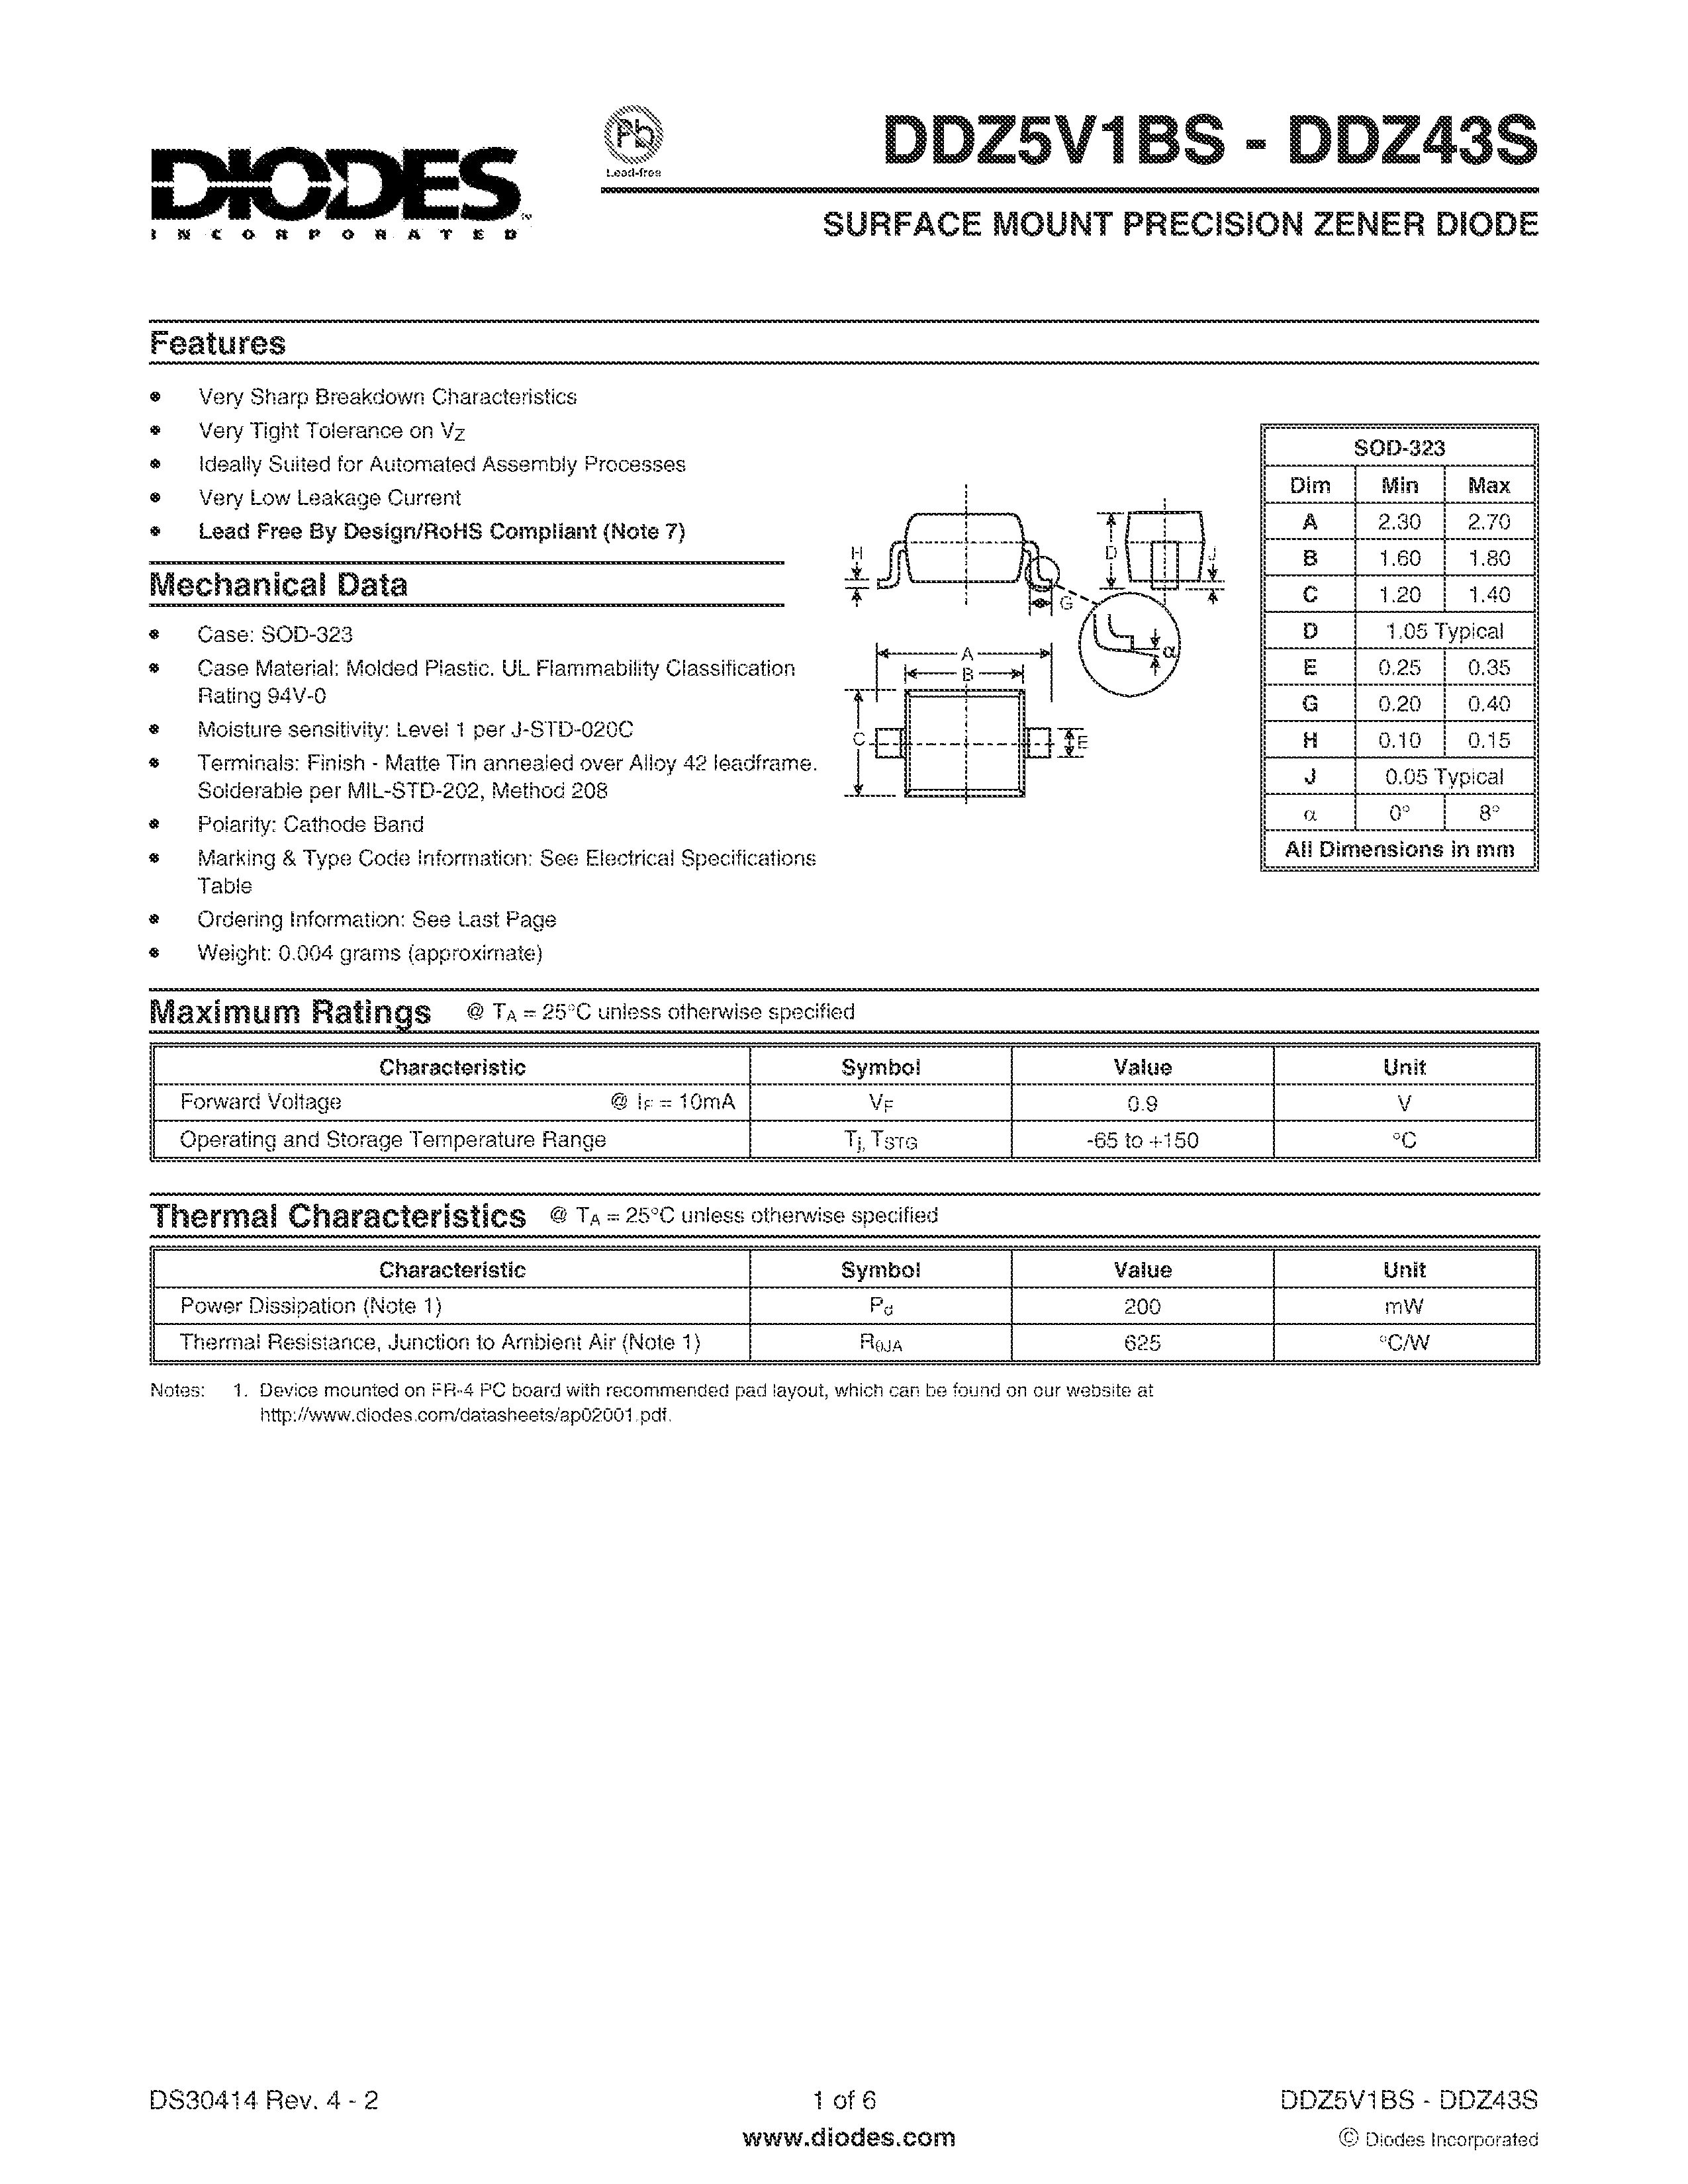 DIODES
INCORPORATED
Pb
Lead-free
DDZ5V1BS - DDZ43S
SURFACE MOUNT PRECISION ZENER DIODE
Features
• Very Sharp Breakdown Characteristics
• Very Tight Tolerance on VZ
• Ideally Suited for Automated Assembly Processes
• Very Low Leakage Current
• Lead Free By Design/RoHS Compliant (Note 7)
Mechanical Data
• Case: SOD-323
• Case Material: Molded Plastic. UL Flammability Classification
Rating 94V-0
• Moisture sensitivity: Level 1 per J-STD-020C
• Terminals: Finish - Matte Tin annealed over Alloy 42 leadframe.
Solderable per MIL-STD-202, Method 208
• Polarity: Cathode Band
• Marking & Type Code Information: See Electrical Specifications
Table
• Ordering Information: See Last Page
• Weight: 0.004 grams (approximate)
H
D
J
G
α
A
B
C
E
SOD-323
Dim Min Max
A 2.30 2.70
B 1.60 1.80
C 1.20 1.40
D 1.05 Typical
E 0.25 0.35
G 0.20 0.40
H 0.10 0.15
J 0.05 Typical
α 0° 8°
All Dimensions in mm
Maximum Ratings @ TA = 25°C unless otherwise specified
Characteristic Symbol Value Unit
Forward Voltage @ IF = 10mA VF 0.9 V
Operating and Storage Temperature Range Tj, TSTG -65 to +150 °C
Thermal Characteristics @ TA = 25°C unless otherwise specified
Characteristic Symbol Value Unit
Power Dissipation (Note 1) Pd 200 mW
Thermal Resistance, Junction to Ambient Air (Note 1) RθJA 625 °C/W
Notes: 1. Device mounted on FR-4 PC board with recommended pad layout, which can be found on our website at
http://www.diodes.com/datasheets/ap02001.pdf.
DS30414 Rev. 4 - 2
1 of 6
www.diodes.com
DDZ5V1BS - DDZ43S
© Diodes Incorporated